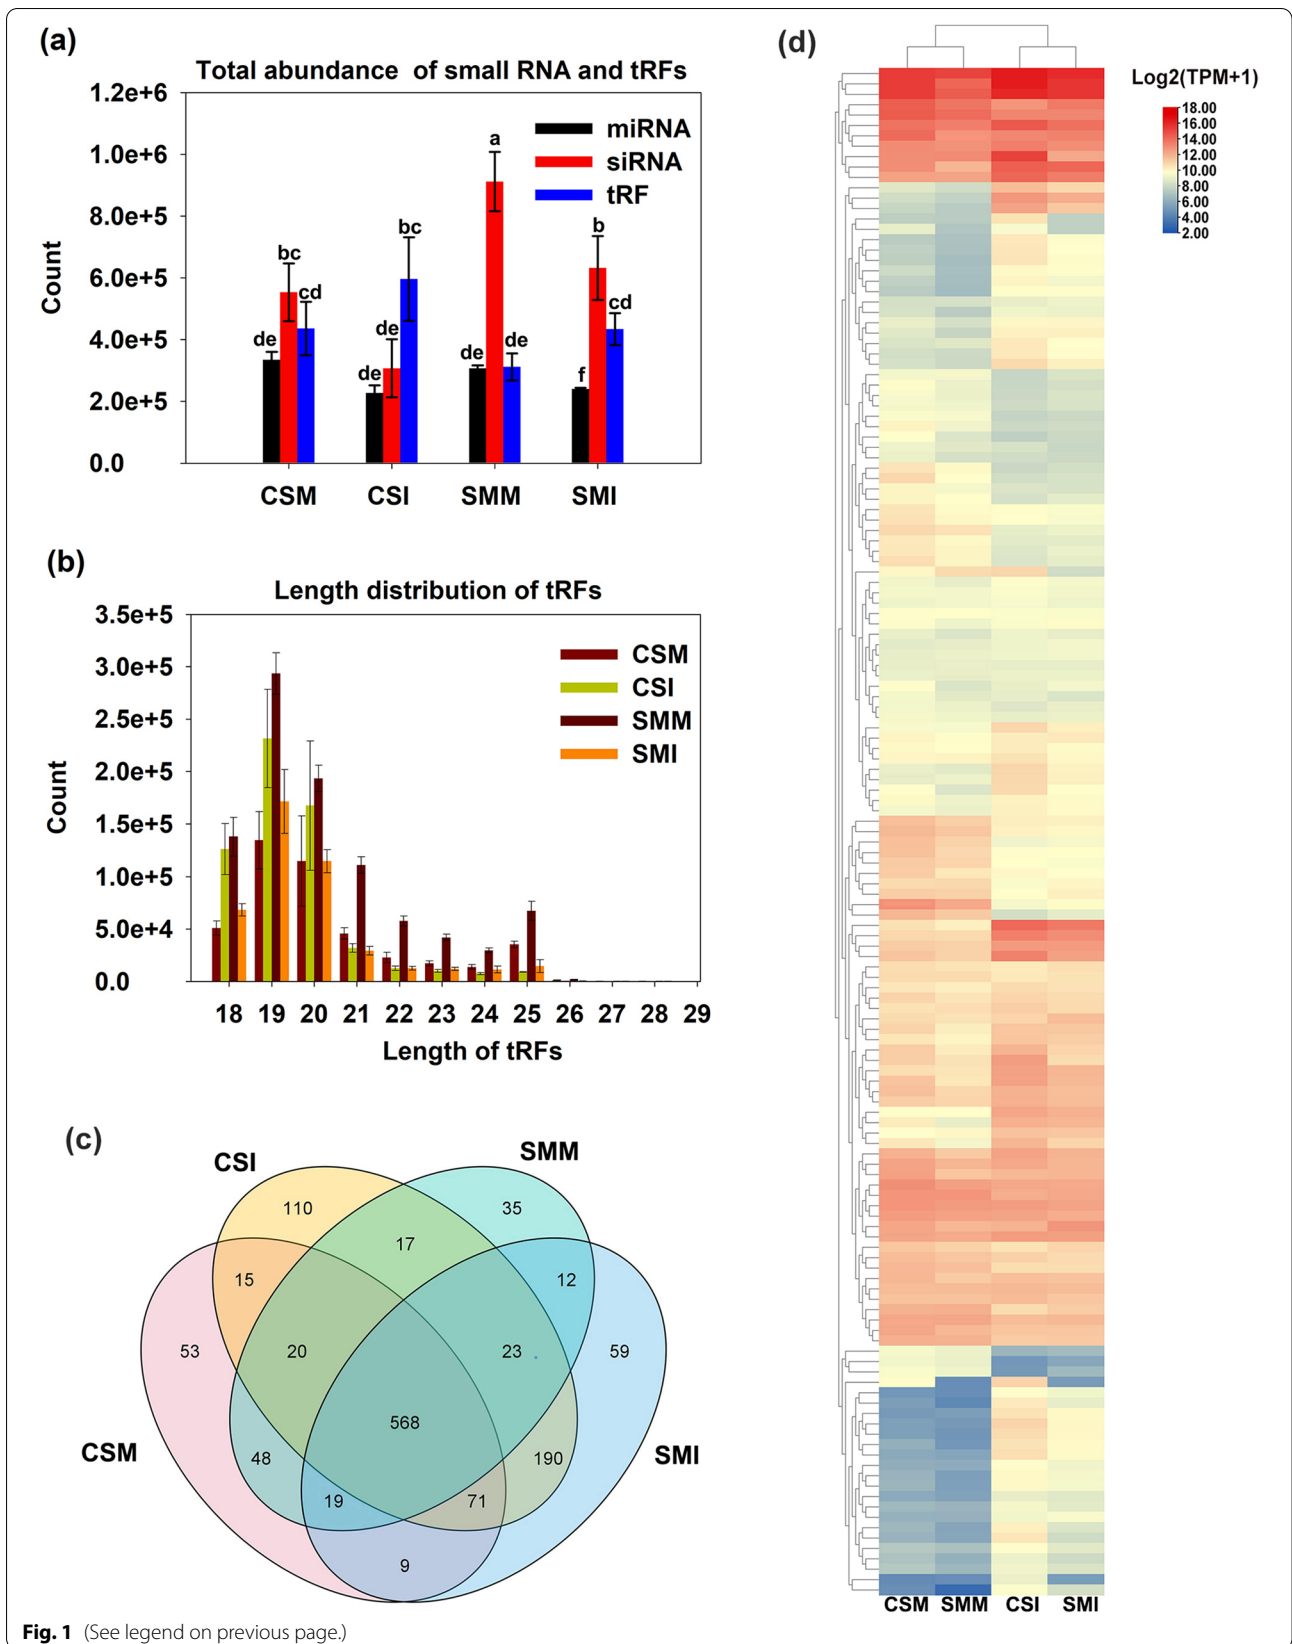 (a)
Total abundance of small RNA and tRFs
1.2e+6
1.0e+6
8.0e+5
6.0e+5
4.0e+5
2.0e+5
0.0
Count
miRNA
siRNA
tRF
de
bc
cd
de
de
bc
de
a
de
f
b
cd
CSM
CSI
SMM
SMI
(b)
Length distribution of tRFs
3.5e+5
3.0e+5
2.5e+5
2.0e+5
1.5e+5
1.0e+5
5.0e+4
0.0
Count
CSM
CSI
SMM
SMI
18 19 20 21 22 23 24 25 26 27 28 29
Length of tRFs
(c)
CSI
SMM
110
35
17
15
12
53
20
23
59
568
CSM
48
190
SMI
19
71
9
(d)
Log2(TPM+1)
18.00
16.00
14.00
12.00
10.00
8.00
6.00
4.00
2.00
CSM SMM CSI SMI
Fig. 1 (See legend on previous page.)